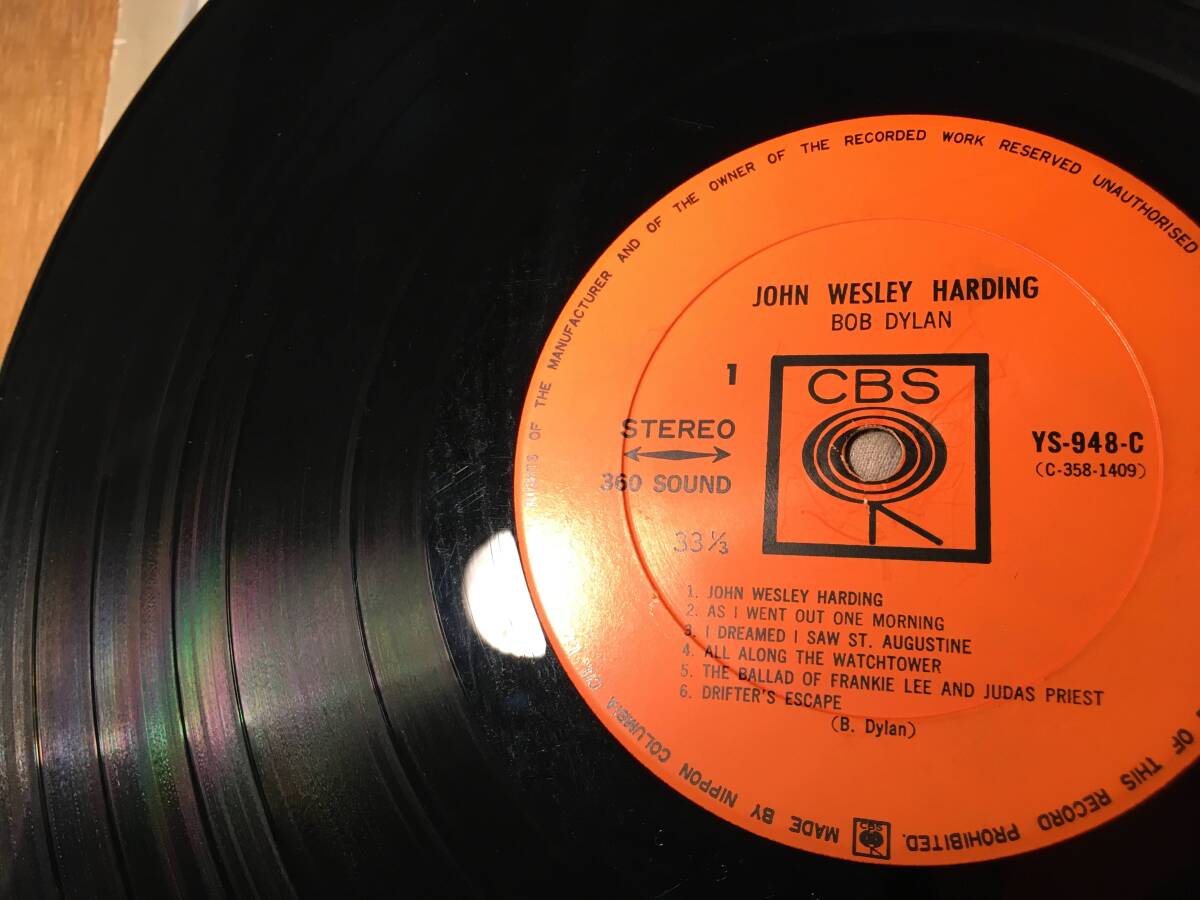 JOHN WESLEY HARDING
BOB DYLAN
1
CBS
STEREO
360 SOUND
33⅓
YS-948-C
(C-358-1409)
1. JOHN WESLEY HARDING
2. AS I WENT OUT ONE MORNING
3. I DREAMED I SAW ST. AUGUSTINE
4. ALL ALONG THE WATCHTOWER
5. THE BALLAD OF FRANKIE LEE AND JUDAS PRIEST
6. DRIFTER'S ESCAPE
(B. Dylan)
OF THE MANUFACTURER AND OF THE OWNER OF THE RECORDED WORK RESERVED UNAUTHORISED
OF THIS RECORD PROHIBITED.
CBS
MADE BY NIPPON COLUMBIA